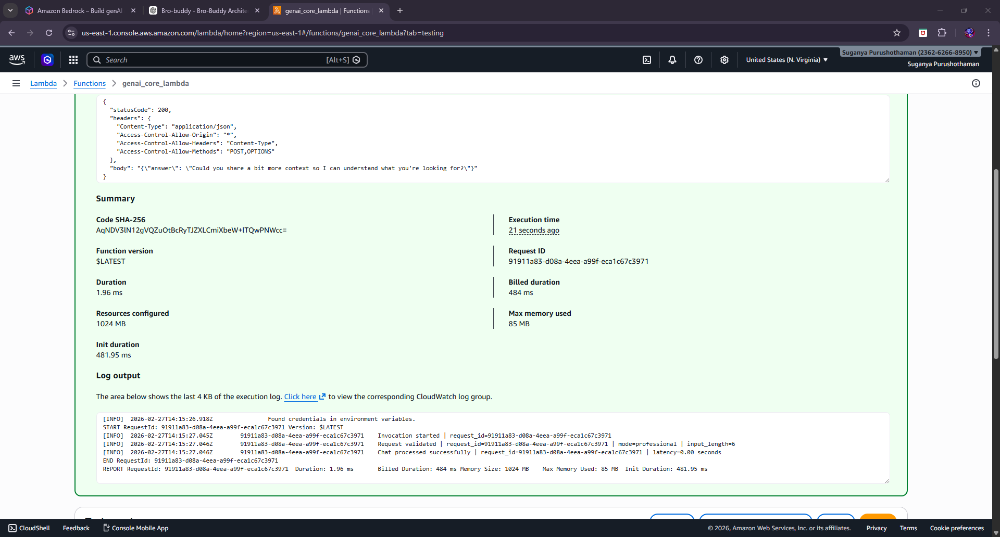 Amazon Bedrock – Build genAI
Bro-buddy - Bro-Buddy Archite
genai_core_lambda | Functions
us-east-1.console.aws.amazon.com/lambda/home?region=us-east-1#/functions/genai_core_lambda?tab=testing
aws
Search
[Alt+S]
United States (N. Virginia)
Suganya Purushothaman (2362-6266-8950)
Suganya Purushothaman
Lambda
Functions
genai_core_lambda
{
"statusCode": 200,
"headers": {
"Content-Type": "application/json",
"Access-Control-Allow-Origin": "*",
"Access-Control-Allow-Headers": "Content-Type",
"Access-Control-Allow-Methods": "POST,OPTIONS"
},
"body": "{\"answer\": \"Could you share a bit more context so I can understand what you're looking for?\"}"
}
Summary
Code SHA-256
AqNDV3lN12gVQZuOtBcRyTJZXLCmiXbeW+lTQwPNWcc=
Execution time
21 seconds ago
Function version
$LATEST
Request ID
91911a83-d08a-4eea-a99f-eca1c67c3971
Duration
1.96 ms
Billed duration
484 ms
Resources configured
1024 MB
Max memory used
85 MB
Init duration
481.95 ms
Log output
The area below shows the last 4 KB of the execution log. Click here to view the corresponding CloudWatch log group.
[INFO] 2026-02-27T14:15:26.918Z Found credentials in environment variables.
START RequestId: 91911a83-d08a-4eea-a99f-eca1c67c3971 Version: $LATEST
[INFO] 2026-02-27T14:15:27.045Z 91911a83-d08a-4eea-a99f-eca1c67c3971 Invocation started | request_id=91911a83-d08a-4eea-a99f-eca1c67c3971
[INFO] 2026-02-27T14:15:27.046Z 91911a83-d08a-4eea-a99f-eca1c67c3971 Request validated | request_id=91911a83-d08a-4eea-a99f-eca1c67c3971 | mode=professional | input_length=6
[INFO] 2026-02-27T14:15:27.046Z 91911a83-d08a-4eea-a99f-eca1c67c3971 Chat processed successfully | request_id=91911a83-d08a-4eea-a99f-eca1c67c3971 | latency=0.00 seconds
END RequestId: 91911a83-d08a-4eea-a99f-eca1c67c3971
REPORT RequestId: 91911a83-d08a-4eea-a99f-eca1c67c3971 Duration: 1.96 ms Billed Duration: 484 ms Memory Size: 1024 MB Max Memory Used: 85 MB Init Duration: 481.95 ms
CloudShell
Feedback
Console Mobile App
© 2026, Amazon Web Services, Inc. or its affiliates.
Privacy
Terms
Cookie preferences